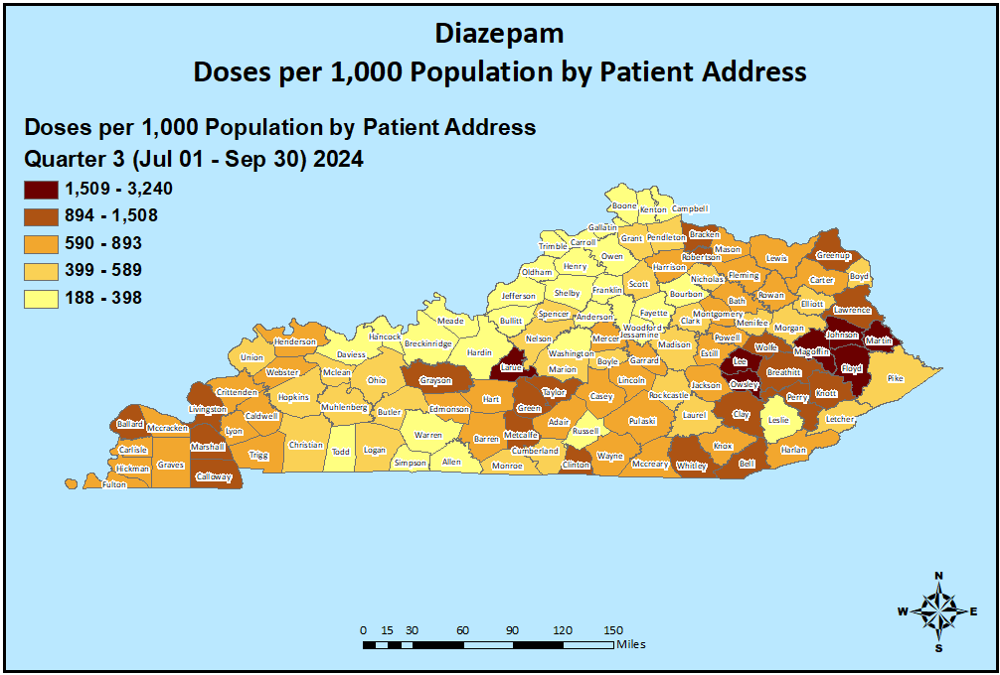 Diazepam
Doses per 1,000 Population by Patient Address
Doses per 1,000 Population by Patient Address
Quarter 3 (Jul 01 - Sep 30) 2024
1,509 - 3,240
894 - 1,508
590 - 893
399 - 589
188 - 398
Boone
Kenton
Campbell
Gallatin
Trimble
Carroll
Grant
Pendleton
Bracken
Mason
Owen
Robertson
Lewis
Greenup
Oldham
Henry
Harrison
Fleming
Nicholas
Carter
Boyd
Jefferson
Shelby
Franklin
Scott
Bourbon
Bath
Rowan
Elliott
Lawrence
Meade
Bullitt
Spencer
Anderson
Woodford
Fayette
Clark
Montgomery
Menifee
Morgan
Johnson
Martin
Henderson
Hancock
Daviess
Breckinridge
Hardin
Nelson
Washington
Mercer
Jessamine
Madison
Estill
Powell
Wolfe
Magoffin
Floyd
Union
Webster
Mclean
Ohio
Grayson
Larue
Marion
Boyle
Garrard
Lee
Owsley
Breathitt
Pike
Crittenden
Hopkins
Muhlenberg
Butler
Edmonson
Hart
Taylor
Green
Casey
Lincoln
Rockcastle
Jackson
Perry
Knott
Livingston
Caldwell
Lyon
Ballard
Mccracken
Carlisle
Marshall
Trigg
Christian
Todd
Logan
Warren
Barren
Metcalfe
Adair
Russell
Pulaski
Laurel
Clay
Leslie
Letcher
Hickman
Graves
Calloway
Fulton
Simpson
Allen
Monroe
Cumberland
Clinton
Wayne
Mccreary
Whitley
Knox
Bell
Harlan
N
W
E
S
0 15 30 60 90 120 150
Miles